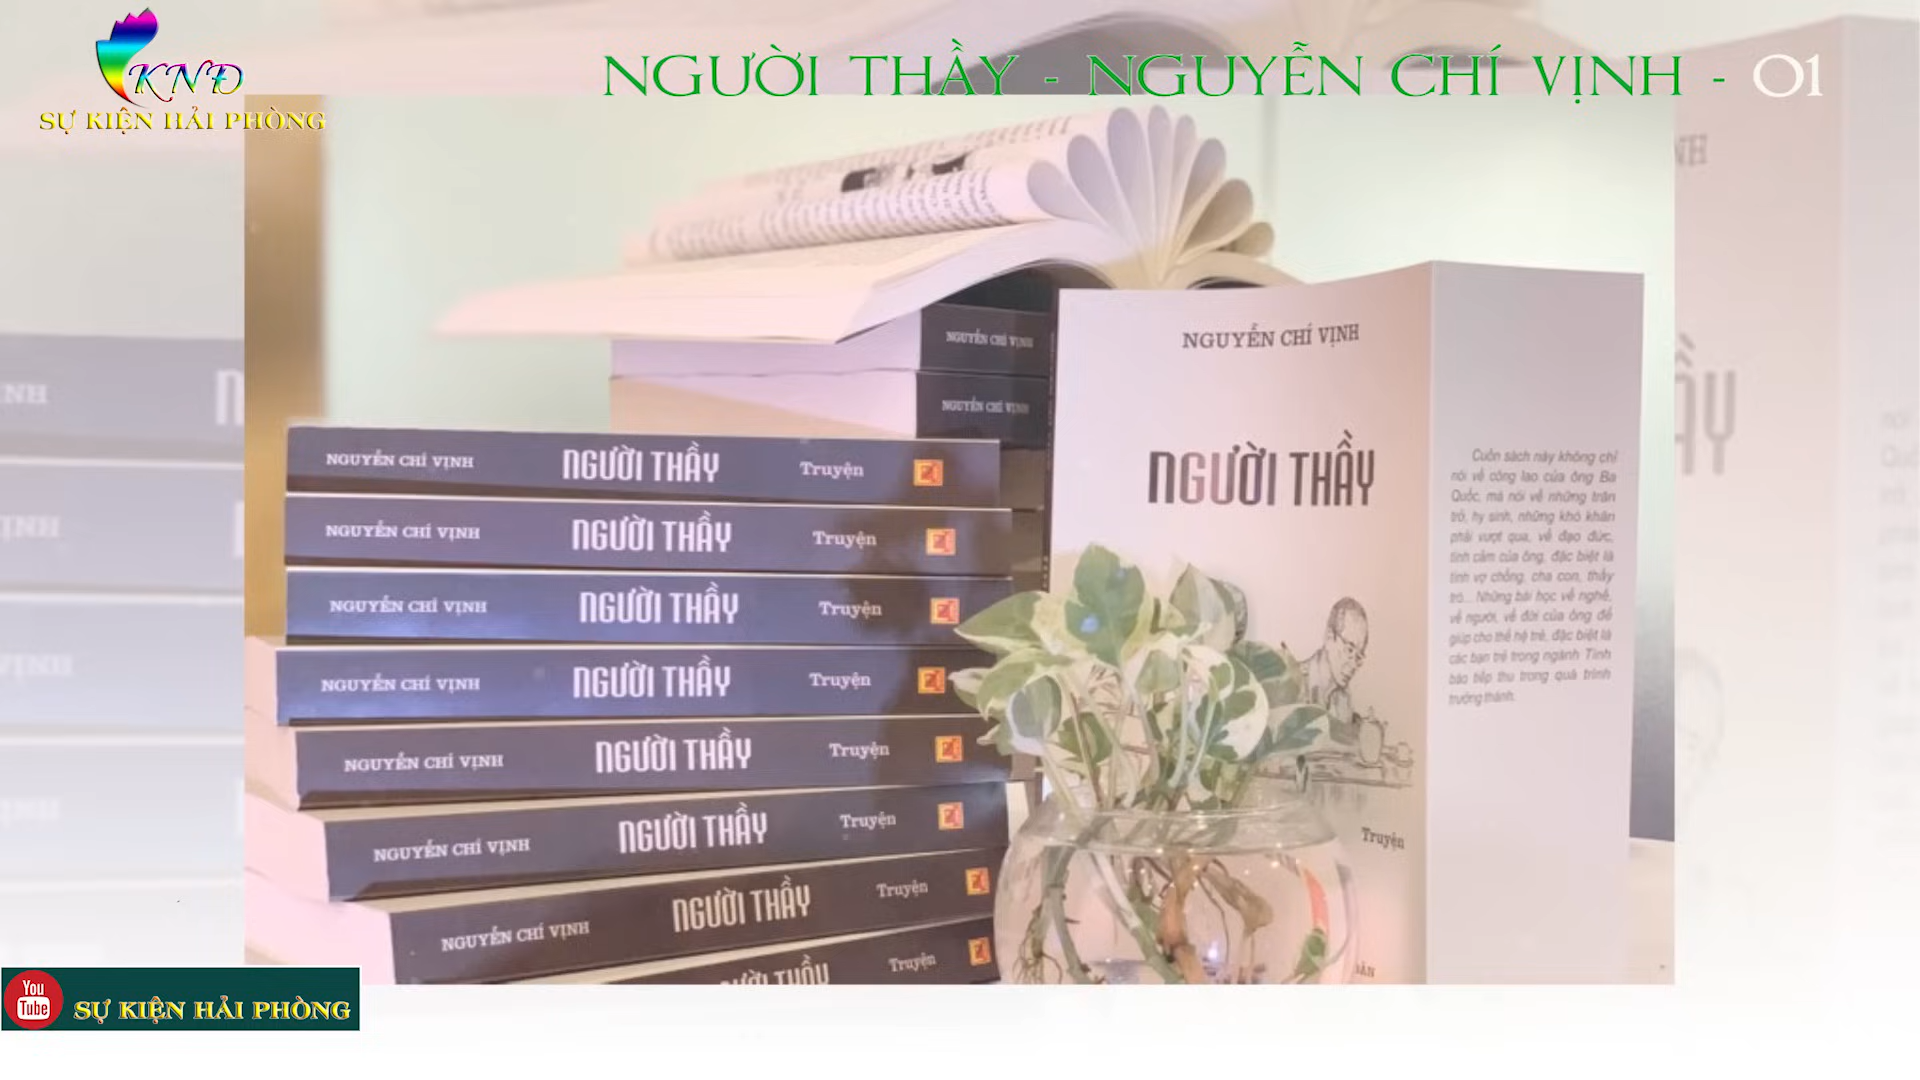 KNĐ
SỰ KIỆN HẢI PHÒNG
NGƯỜI THẦY - NGUYỄN CHÍ VỊNH - 01
NGUYỄN CHÍ VỊNH
NGUYỄN CHÍ VỊNH
NGUYỄN CHÍ VỊNH NGƯỜI THẦY Truyện
NGUYỄN CHÍ VỊNH NGƯỜI THẦY Truyện
NGUYỄN CHÍ VỊNH NGƯỜI THẦY Truyện
NGUYỄN CHÍ VỊNH NGƯỜI THẦY Truyện
NGUYỄN CHÍ VỊNH NGƯỜI THẦY Truyện
NGUYỄN CHÍ VỊNH NGƯỜI THẦY Truyện
NGUYỄN CHÍ VỊNH NGƯỜI THẦY Truyện
NGƯỜI THẦY Truyện
NGUYỄN CHÍ VỊNH
NGƯỜI THẦY
Truyện
Cuốn sách này không chỉ
nói về công lao của ông Ba
Quốc, mà nói về những trăn
trở, hy sinh, những khó khăn
phải vượt qua, về đạo đức,
tình cảm của ông, đặc biệt là
tình vợ chồng, cha con, thầy
trò... Những bài học về nghề,
về người, về đời của ông để
giúp cho thế hệ trẻ, đặc biệt là
các bạn trẻ trong ngành Tình
báo tiếp thu trong quá trình
trưởng thành.
You
Tube
SỰ KIỆN HẢI PHÒNG